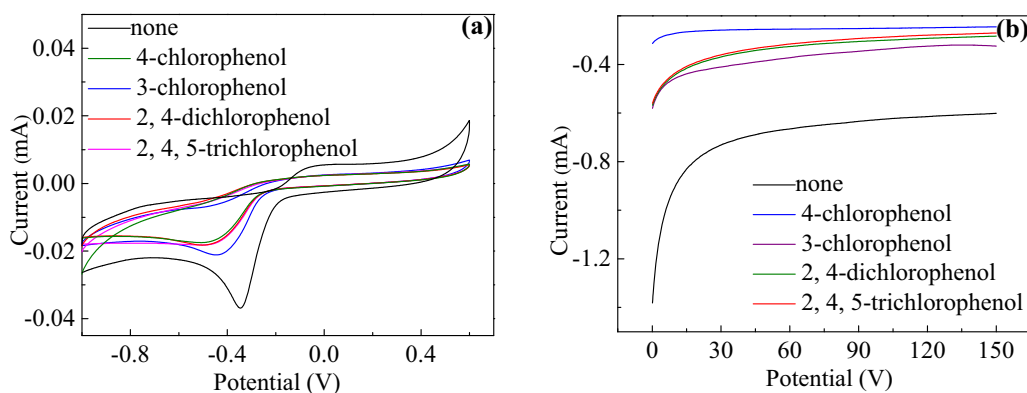 (a)
none
4-chlorophenol
3-chlorophenol
2, 4-dichlorophenol
2, 4, 5-trichlorophenol
0.04
0.02
0.00
-0.02
-0.04
Current (mA)
-0.8 -0.4 0.0 0.4
Potential (V)
(b)
-0.4
-0.8
-1.2
Current (mA)
none
4-chlorophenol
3-chlorophenol
2, 4-dichlorophenol
2, 4, 5-trichlorophenol
0 30 60 90 120 150
Potential (V)